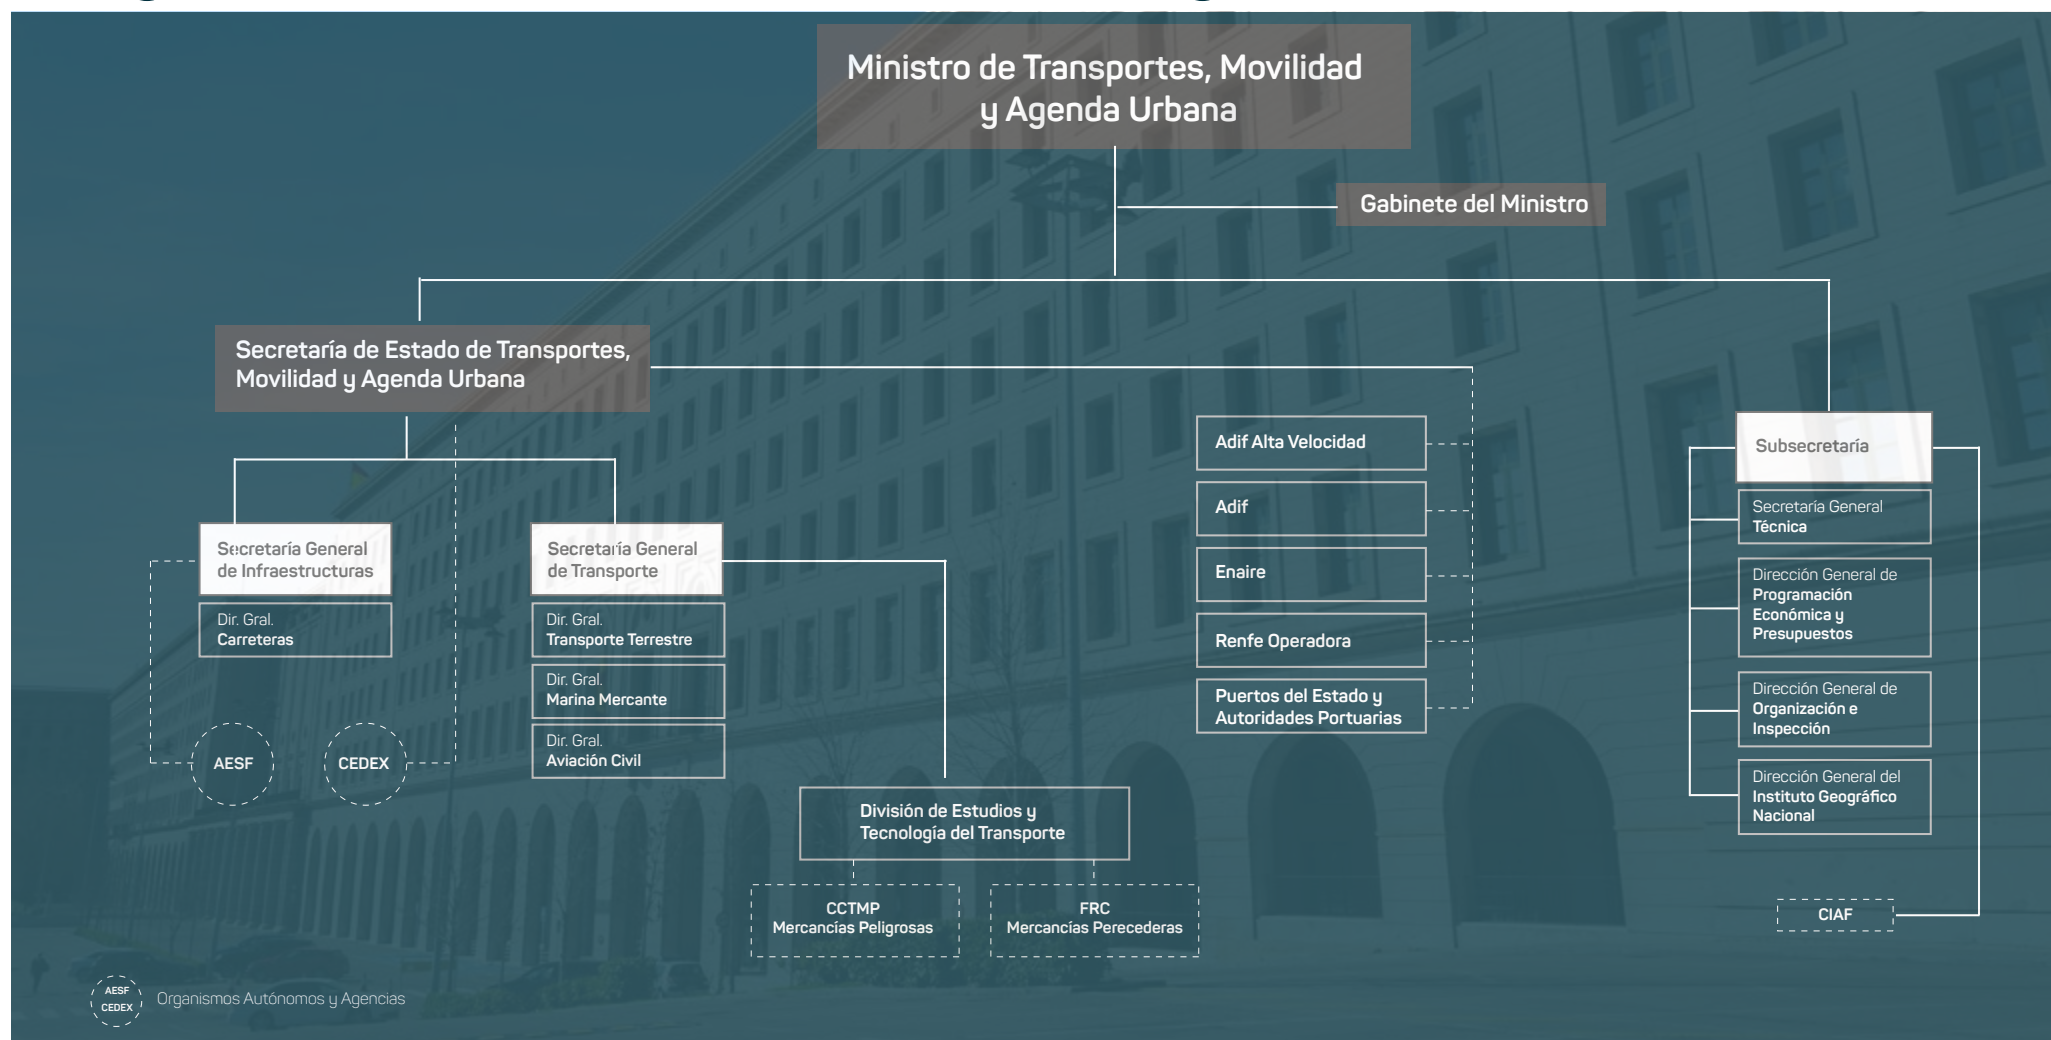 Ministro de Transportes, Movilidad
y Agenda Urbana
Gabinete del Ministro
Secretaría de Estado de Transportes,
Movilidad y Agenda Urbana
Secretaría General
de Infraestructuras
Dir. Gral.
Carreteras
AESF
CEDEX
Secretaría General
de Transporte
Dir. Gral.
Transporte Terrestre
Dir. Gral.
Marina Mercante
Dir. Gral.
Aviación Civil
División de Estudios y
Tecnología del Transporte
CCTMP
Mercancías Peligrosas
FRC
Mercancías Perecederas
Adif Alta Velocidad
Adif
Enaire
Renfe Operadora
Puertos del Estado y
Autoridades Portuarias
Subsecretaría
Secretaría General
Técnica
Dirección General de
Programación
Económica y
Presupuestos
Dirección General de
Organización e
Inspección
Dirección General del
Instituto Geográfico
Nacional
CIAF
AESF
CEDEX
Organismos Autónomos y Agencias